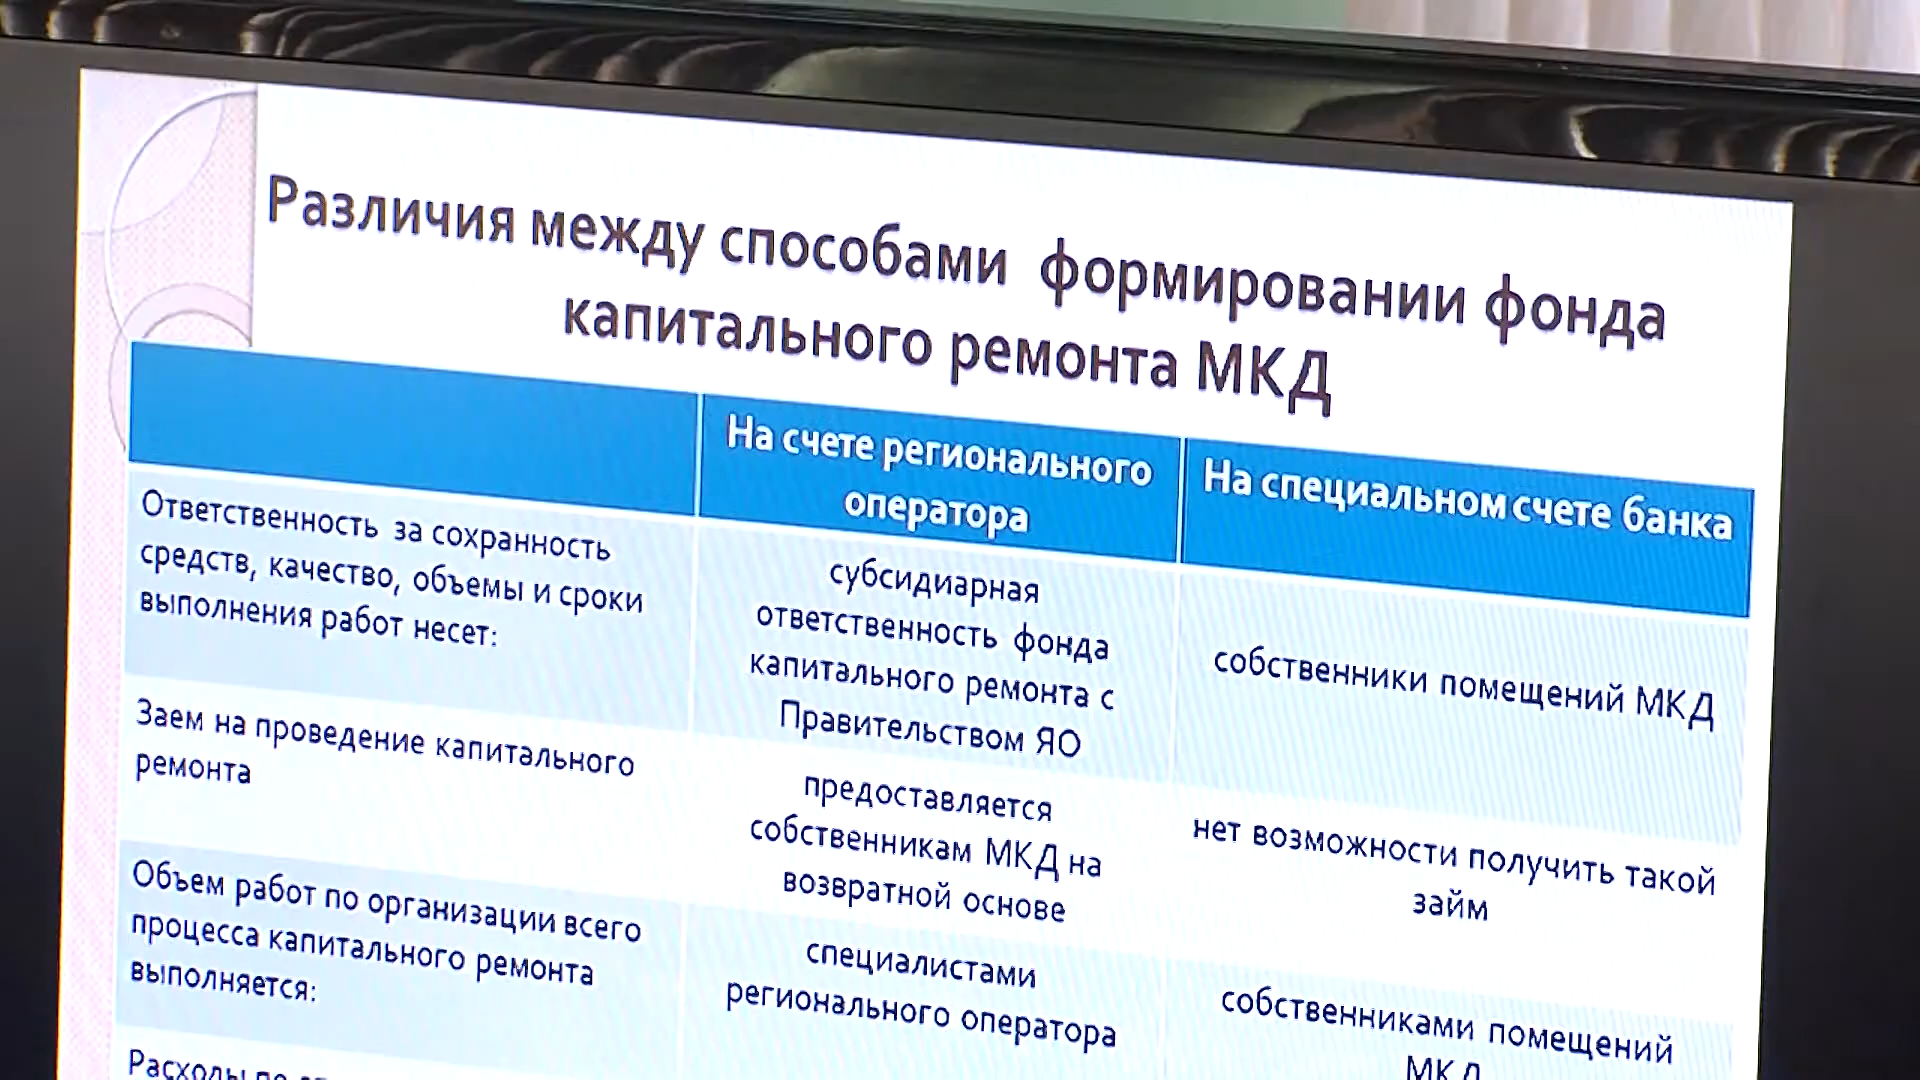 Различия между способами формировании фонда
капитального ремонта МКД
На счете регионального
оператора
На специальном счете банка
Ответственность за сохранность
средств, качество, объемы и сроки
выполнения работ несет:
субсидиарная
ответственность фонда
капитального ремонта с
Правительством ЯО
собственники помещений МКД
Заем на проведение капитального
ремонта
предоставляется
собственникам МКД на
возвратной основе
нет возможности получить такой
займ
Объем работ по организации всего
процесса капитального ремонта
выполняется:
специалистами
регионального оператора
собственниками помещений
МКД
Расходы по